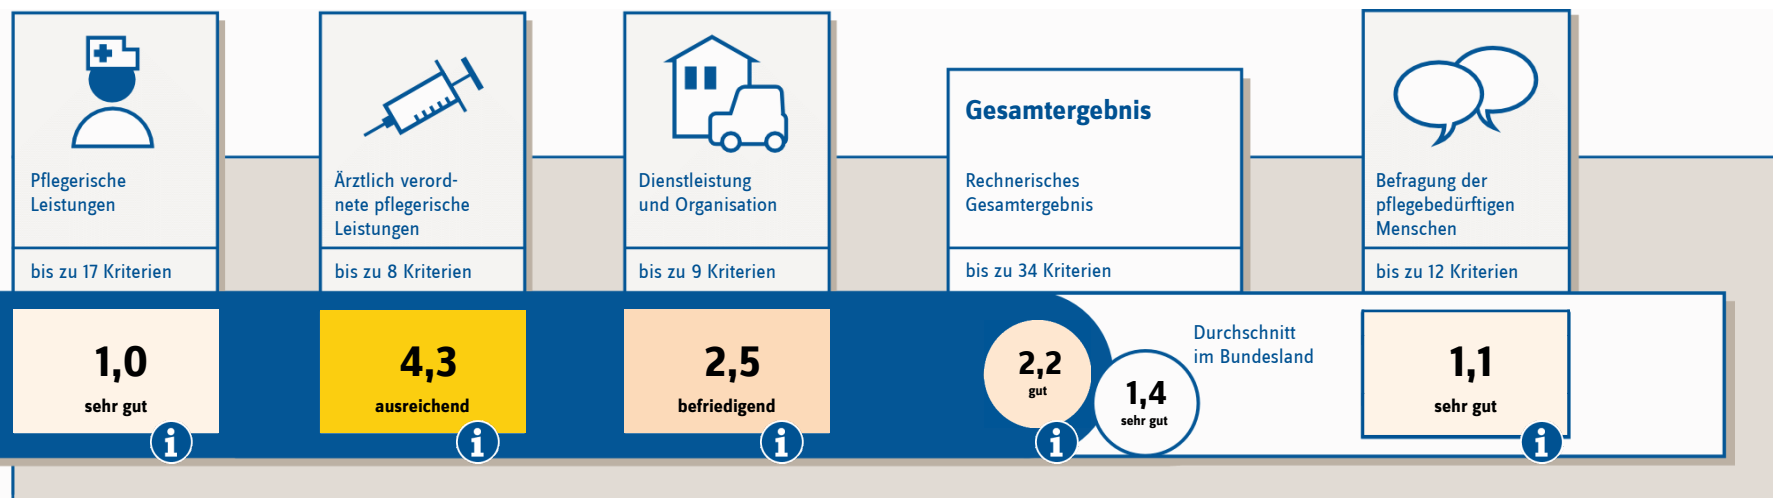 Pflegerische
Leistungen
bis zu 17 Kriterien
1,0
sehr gut
i
Ärztlich verord-
nete pflegerische
Leistungen
bis zu 8 Kriterien
4,3
ausreichend
i
Dienstleistung
und Organisation
bis zu 9 Kriterien
2,5
befriedigend
i
Gesamtergebnis
Rechnerisches
Gesamtergebnis
bis zu 34 Kriterien
2,2
gut
i
1,4
sehr gut
Durchschnitt
im Bundesland
Befragung der
pflegebedürftigen
Menschen
bis zu 12 Kriterien
1,1
sehr gut
i